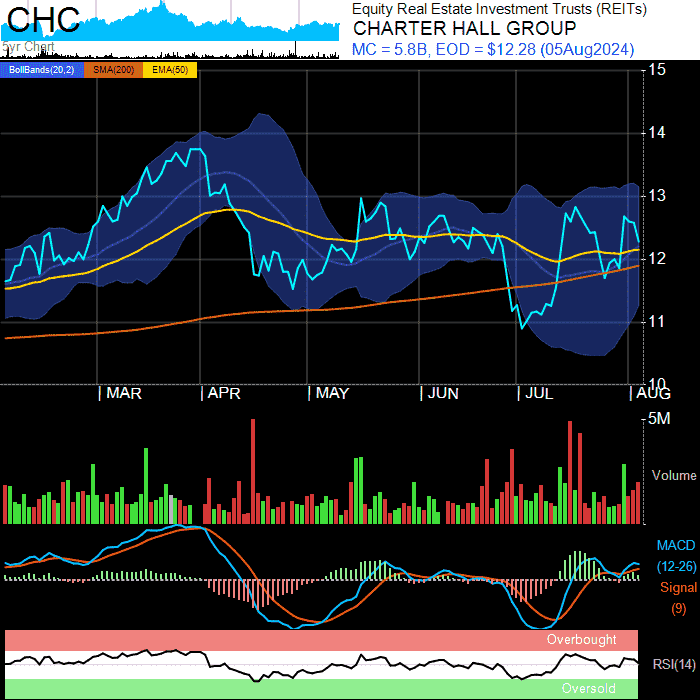 CHC
5yr Chart
Equity Real Estate Investment Trusts (REITs)
CHARTER HALL GROUP
MC = 5.8B, EOD = $12.28 (05Aug2024)
BollBands(20,2) SMA(200) EMA(50)
15
14
13
12
11
10
MAR APR MAY JUN JUL AUG
5M
Volume
MACD
(12-26)
Signal
(9)
Overbought
RSI(14)
Oversold